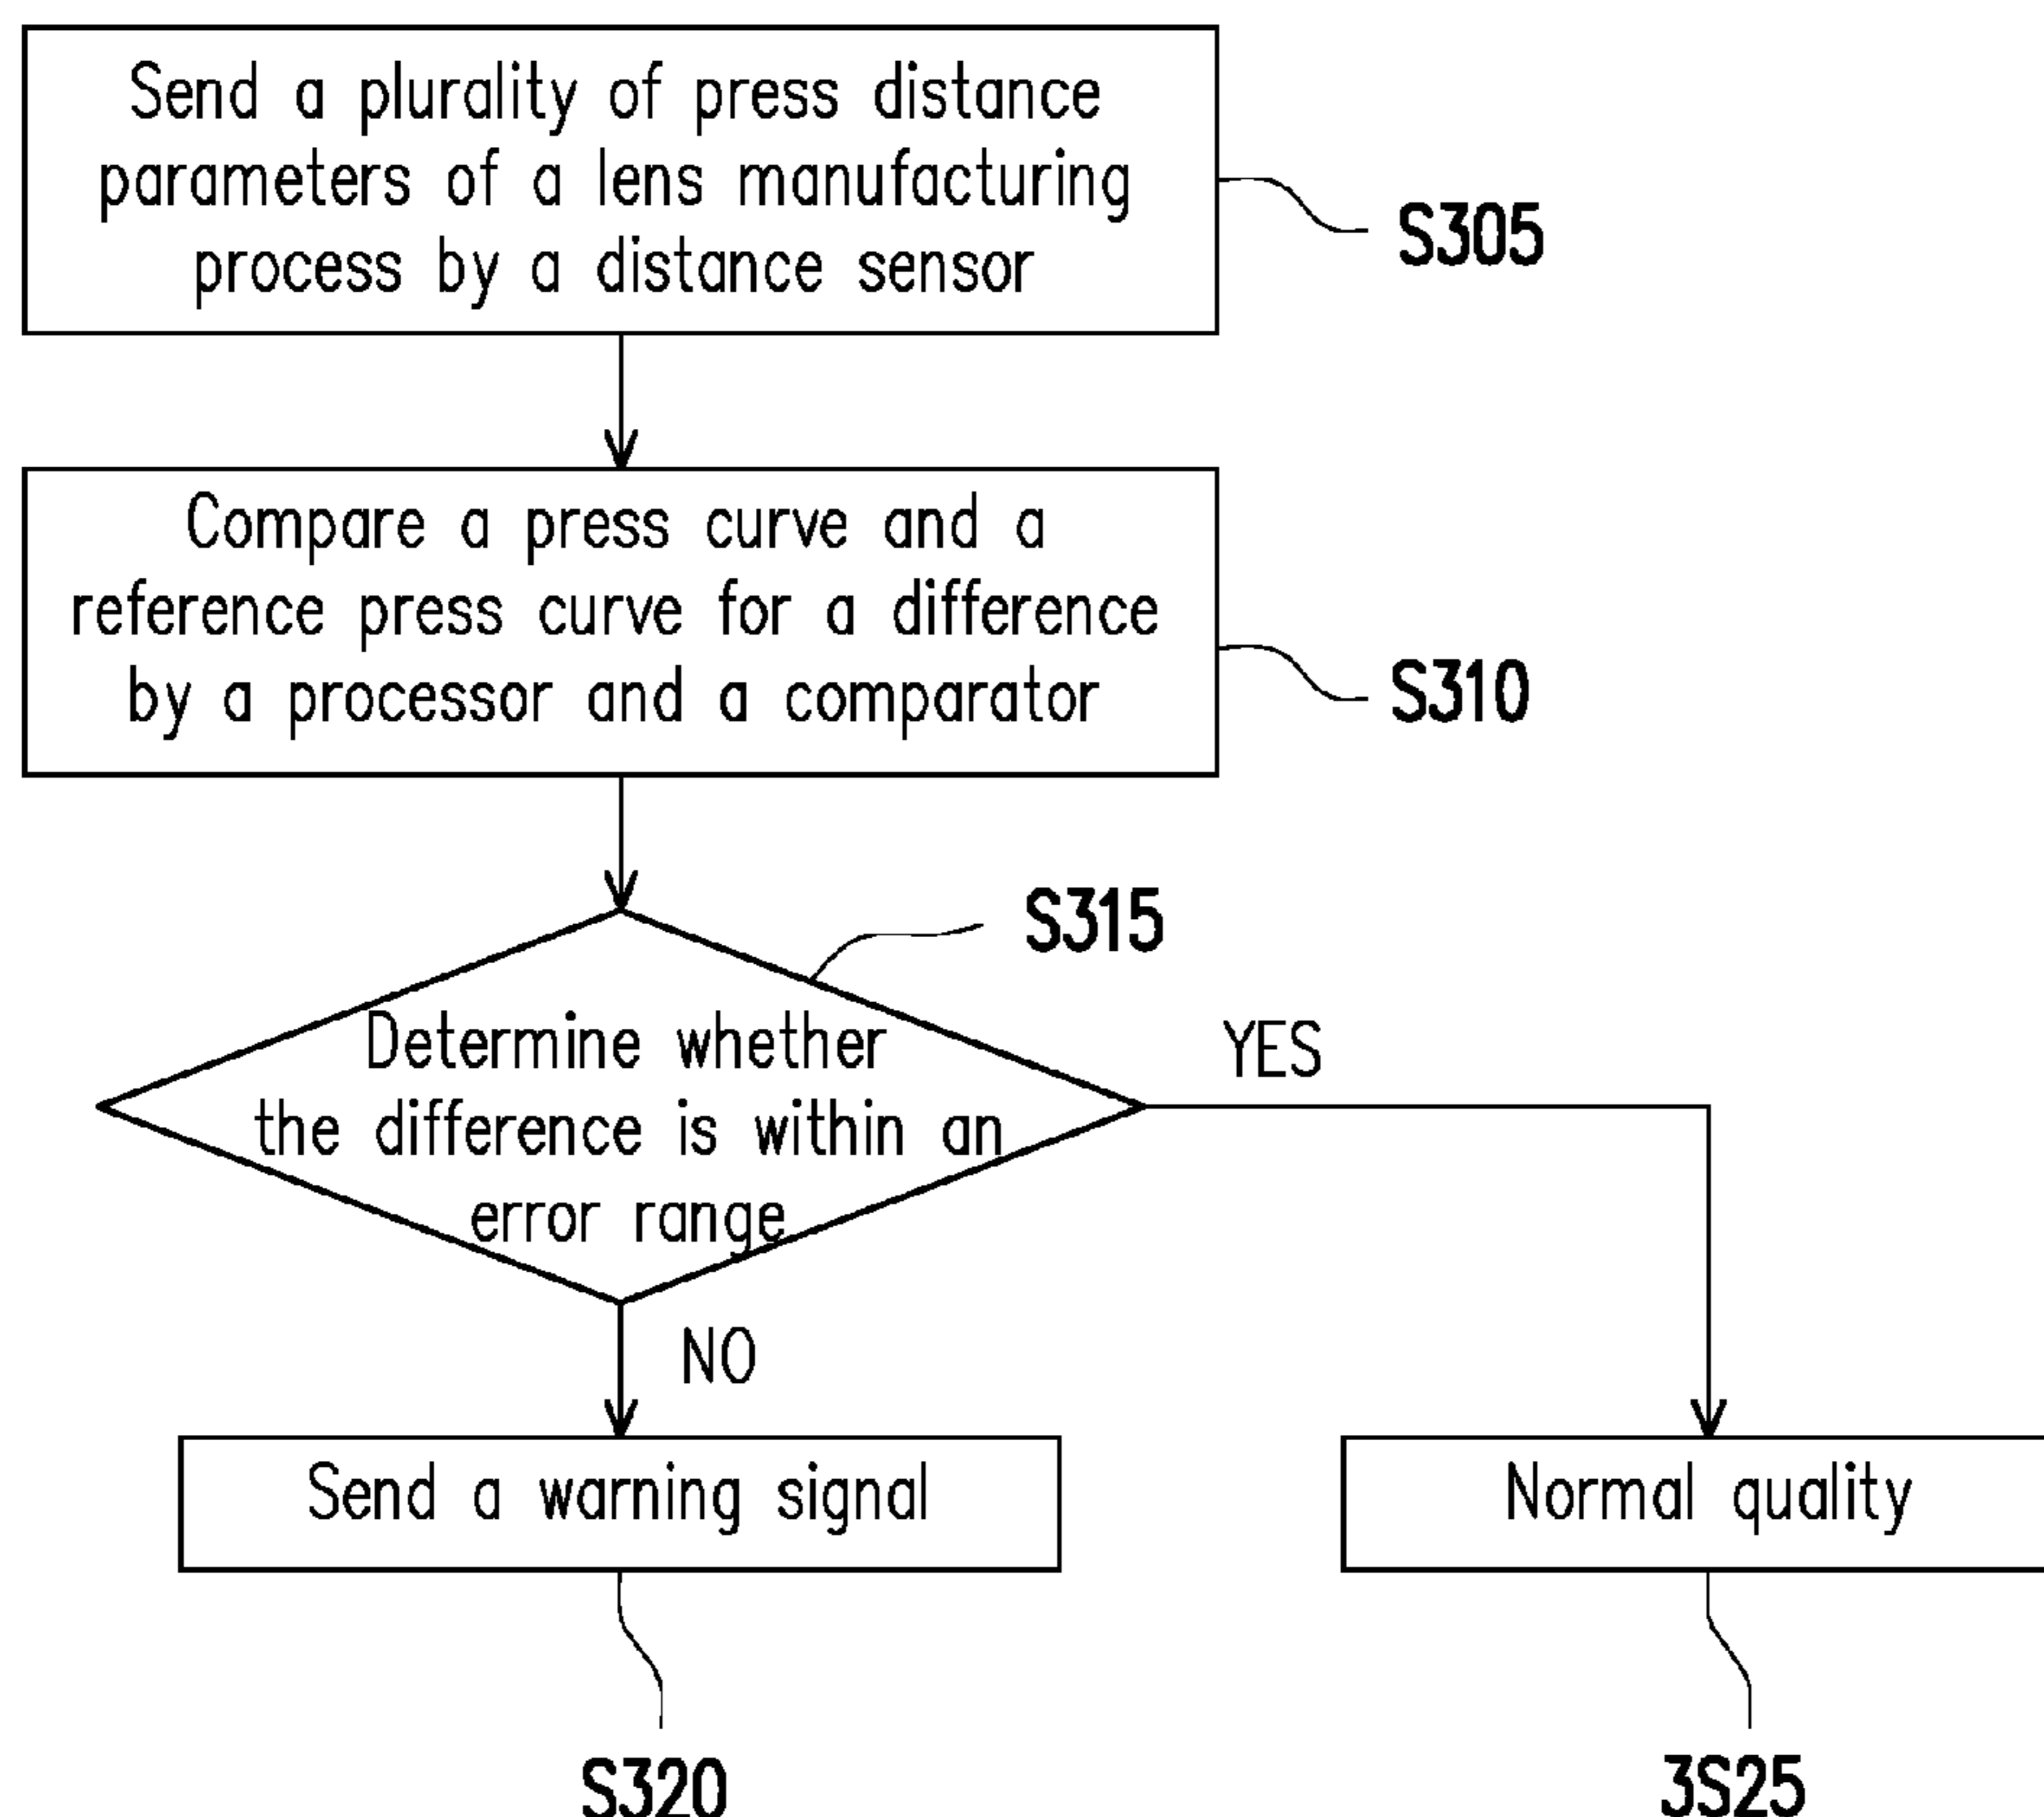 Send a plurality of press distance
parameters of a lens manufacturing
process by a distance sensor
S305
Compare a press curve and a
reference press curve for a difference
by a processor and a comparator
S310
S315
Determine whether
the difference is within an
error range
YES
NO
Send a warning signal
Normal quality
S320
3S25